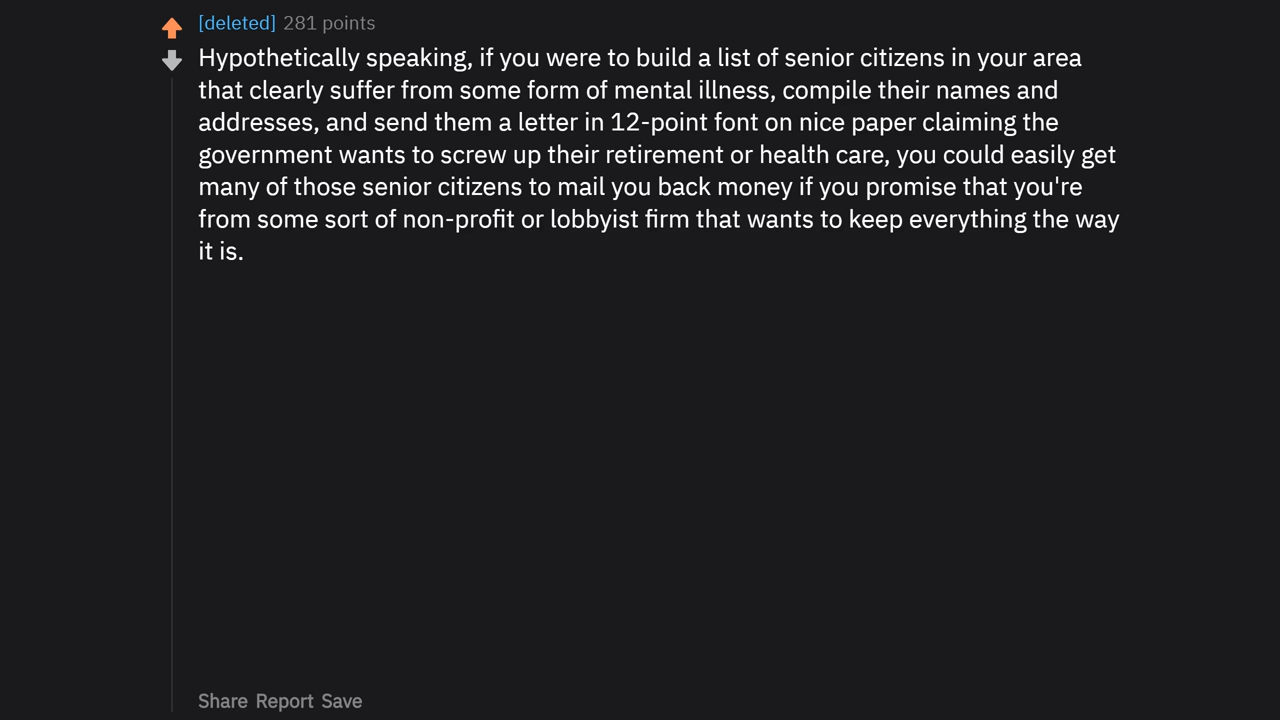 [deleted] 281 points
Hypothetically speaking, if you were to build a list of senior citizens in your area
that clearly suffer from some form of mental illness, compile their names and
addresses, and send them a letter in 12-point font on nice paper claiming the
government wants to screw up their retirement or health care, you could easily get
many of those senior citizens to mail you back money if you promise that you're
from some sort of non-profit or lobbyist firm that wants to keep everything the way
it is.
Share Report Save